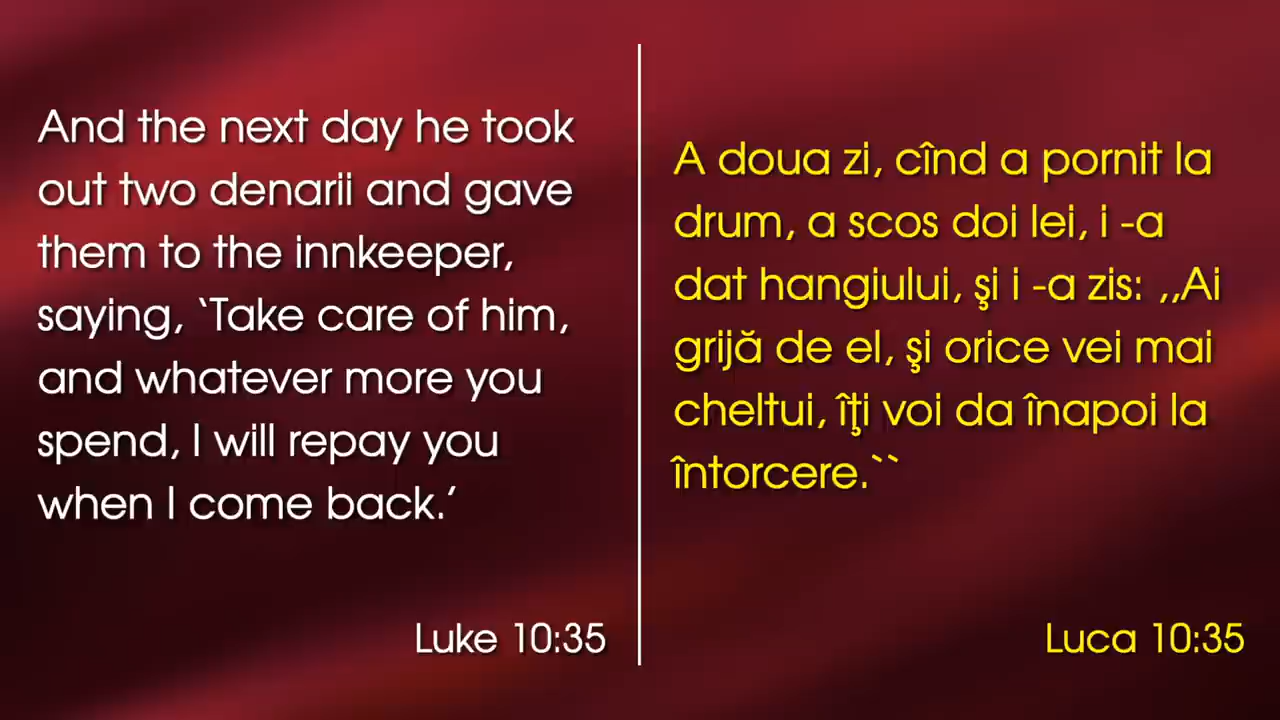 And the next day he took
out two denarii and gave
them to the innkeeper,
saying, ‘Take care of him,
and whatever more you
spend, I will repay you
when I come back.’
Luke 10:35
A doua zi, cînd a pornit la
drum, a scos doi lei, i -a
dat hangiului, şi i -a zis: ,,Ai
grijă de el, şi orice vei mai
cheltui, îţi voi da înapoi la
întorcere.``
Luca 10:35